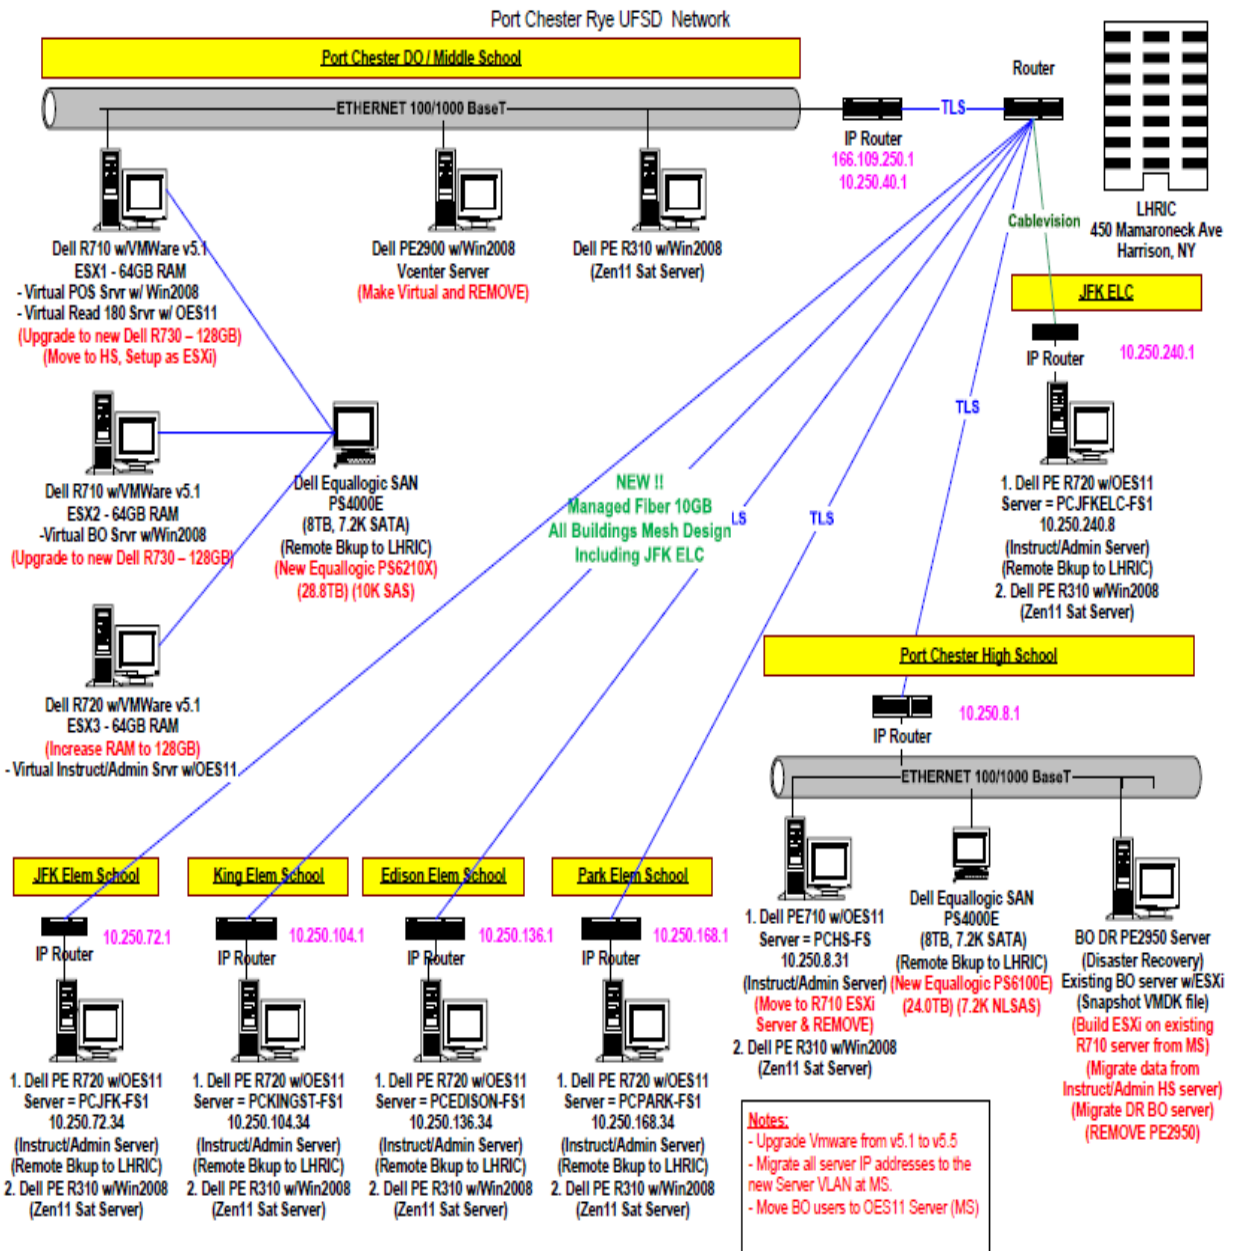 Port Chester Rye UFSD  Network
Port Chester DO / Middle School
Router
ETHERNET 100/1000 BaseT
TLS
IP Router
166.109.250.1
10.250.40.1
LHRIC
450 Mamaroneck Ave
Harrison, NY
Cablevision
Dell R710 w/VMWare v5.1
ESX1 - 64GB RAM
- Virtual POS Srvr w/ Win2008
- Virtual Read 180 Srvr w/ OES11
(Upgrade to new Dell R730 – 128GB)
(Move to HS, Setup as ESXi)
Dell PE2900 w/Win2008
Vcenter Server
(Make Virtual and REMOVE)
Dell PE R310 w/Win2008
(Zen11 Sat Server)
JFK ELC
IP Router
10.250.240.1
TLS
1. Dell PE R720 w/OES11
Server = PCJFKELC-FS1
10.250.240.8
(Instruct/Admin Server)
(Remote Bkup to LHRIC)
2. Dell PE R310 w/Win2008
(Zen11 Sat Server)
Dell R710 w/VMWare v5.1
ESX2 - 64GB RAM
-Virtual BO Srvr w/Win2008
(Upgrade to new Dell R730 – 128GB)
Dell Equallogic SAN
PS4000E
(8TB, 7.2K SATA)
(Remote Bkup to LHRIC)
(New Equallogic PS6210X)
(28.8TB) (10K SAS)
NEW !!
Managed Fiber 10GB
All Buildings Mesh Design
Including JFK ELC
LS
TLS
Dell R720 w/VMWare v5.1
ESX3 - 64GB RAM
(Increase RAM to 128GB)
- Virtual Instruct/Admin Srvr w/OES11
Port Chester High School
10.250.8.1
IP Router
ETHERNET 100/1000 BaseT
JFK Elem School
King Elem School
Edison Elem School
Park Elem School
10.250.72.1
IP Router
10.250.104.1
IP Router
10.250.136.1
IP Router
10.250.168.1
IP Router
1. Dell PE R720 w/OES11
Server = PCJFK-FS1
10.250.72.34
(Instruct/Admin Server)
(Remote Bkup to LHRIC)
2. Dell PE R310 w/Win2008
(Zen11 Sat Server)
1. Dell PE R720 w/OES11
Server = PCKINGST-FS1
10.250.104.34
(Instruct/Admin Server)
(Remote Bkup to LHRIC)
2. Dell PE R310 w/Win2008
(Zen11 Sat Server)
1. Dell PE R720 w/OES11
Server = PCEDISON-FS1
10.250.136.34
(Instruct/Admin Server)
(Remote Bkup to LHRIC)
2. Dell PE R310 w/Win2008
(Zen11 Sat Server)
1. Dell PE R720 w/OES11
Server = PCPARK-FS1
10.250.168.34
(Instruct/Admin Server)
(Remote Bkup to LHRIC)
2. Dell PE R310 w/Win2008
(Zen11 Sat Server)
1. Dell PE710 w/OES11
Server = PCHS-FS
10.250.8.31
(Instruct/Admin Server)
(Move to R710 ESXi
Server & REMOVE)
2. Dell PE R310 w/Win2008
(Zen11 Sat Server)
Dell Equallogic SAN
PS4000E
(8TB, 7.2K SATA)
(Remote Bkup to LHRIC)
(New Equallogic PS6100E)
(24.0TB) (7.2K NLSAS)
BO DR PE2950 Server
(Disaster Recovery)
Existing BO server w/ESXi
(Snapshot VMDK file)
(Build ESXi on existing
R710 server from MS)
(Migrate data from
Instruct/Admin HS server)
(Migrate DR BO server)
(REMOVE PE2950)
Notes:
- Upgrade Vmware from v5.1 to v5.5
- Migrate all server IP addresses to the
new Server VLAN at MS.
- Move BO users to OES11 Server (MS)